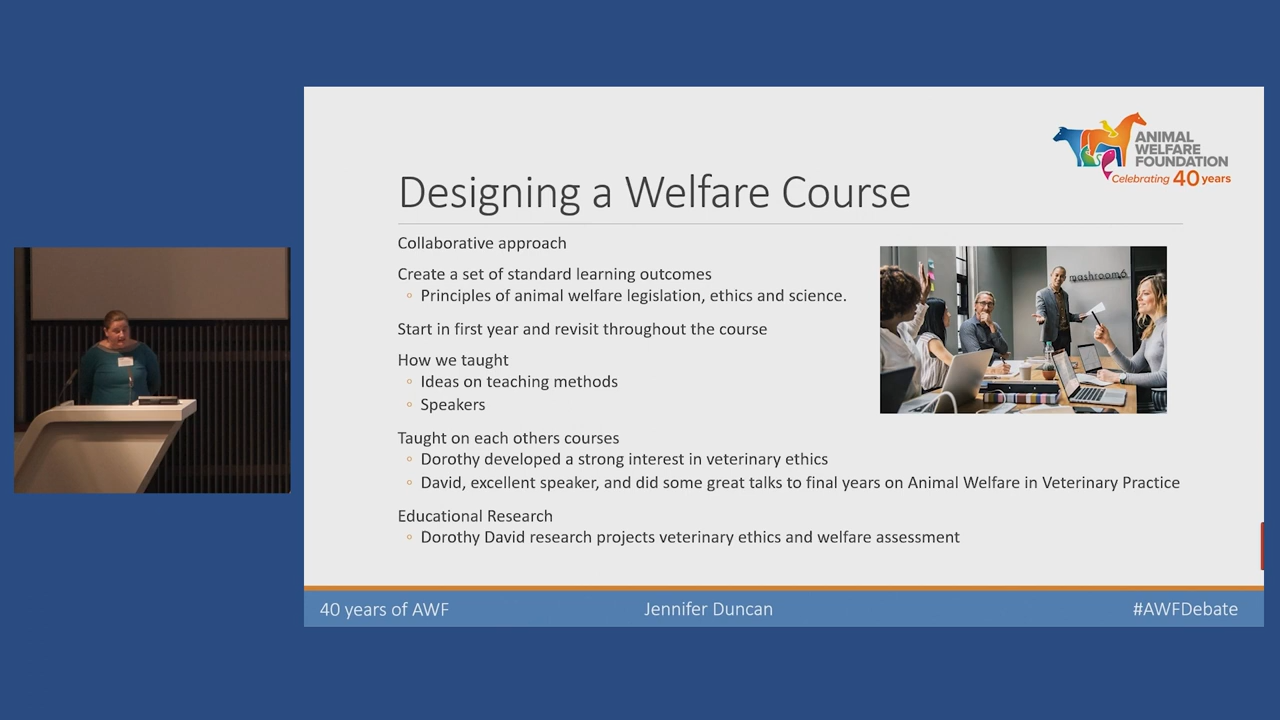 ANIMAL
WELFARE
FOUNDATION
Celebrating 40 years
Designing a Welfare Course
Collaborative approach
Create a set of standard learning outcomes
Principles of animal welfare legislation, ethics and science.
Start in first year and revisit throughout the course
How we taught
Ideas on teaching methods
Speakers
Taught on each others courses
Dorothy developed a strong interest in veterinary ethics
David, excellent speaker, and did some great talks to final years on Animal Welfare in Veterinary Practice
Educational Research
Dorothy David research projects veterinary ethics and welfare assessment
mashroom6
40 years of AWF
Jennifer Duncan
#AWFDebate